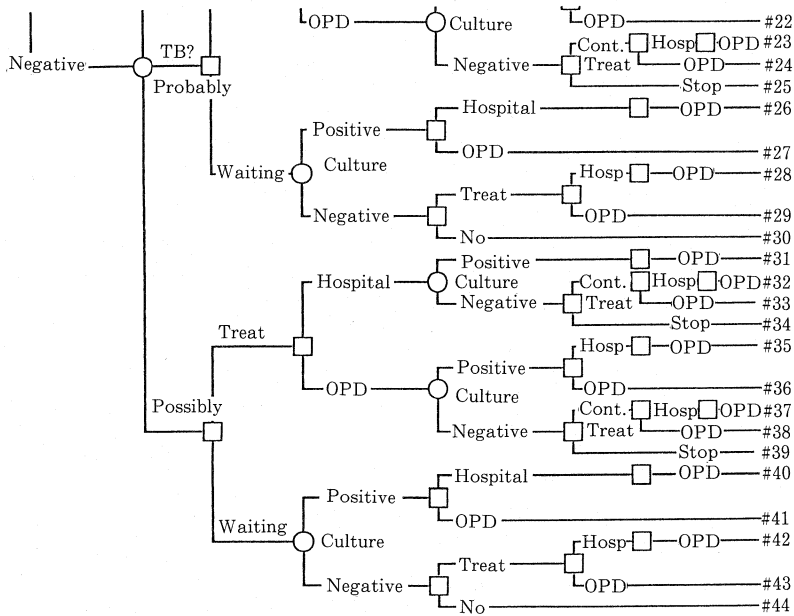 OPD Culture OPD #22
Cont. Hosp OPD #23
Negative TB? Negative Treat OPD #24
Probably Stop #25
Hospital OPD #26
Positive
Culture OPD #27
Waiting Hosp OPD #28
Treat
Negative OPD #29
No #30
Positive OPD #31
Hospital Culture Cont. Hosp OPD #32
Negative Treat OPD #33
Stop #34
Treat Hosp OPD #35
Positive
OPD Culture OPD #36
Possibly Cont. Hosp OPD #37
Negative Treat OPD #38
Stop #39
Hospital OPD #40
Positive
OPD #41
Waiting Culture Hosp OPD #42
Treat
Negative OPD #43
No #44